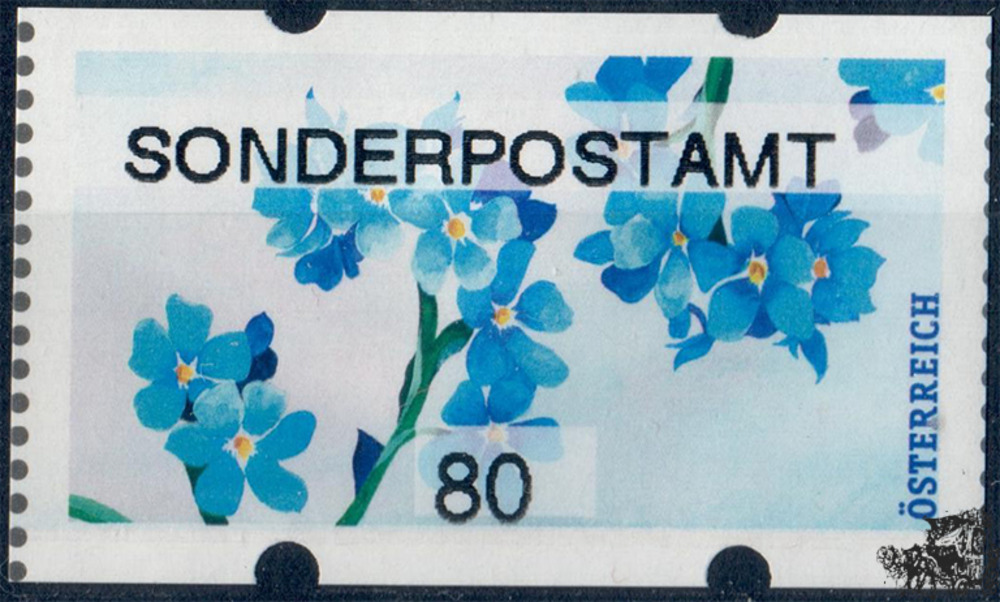 SONDERPOSTAMT
80
ÖSTERREICH